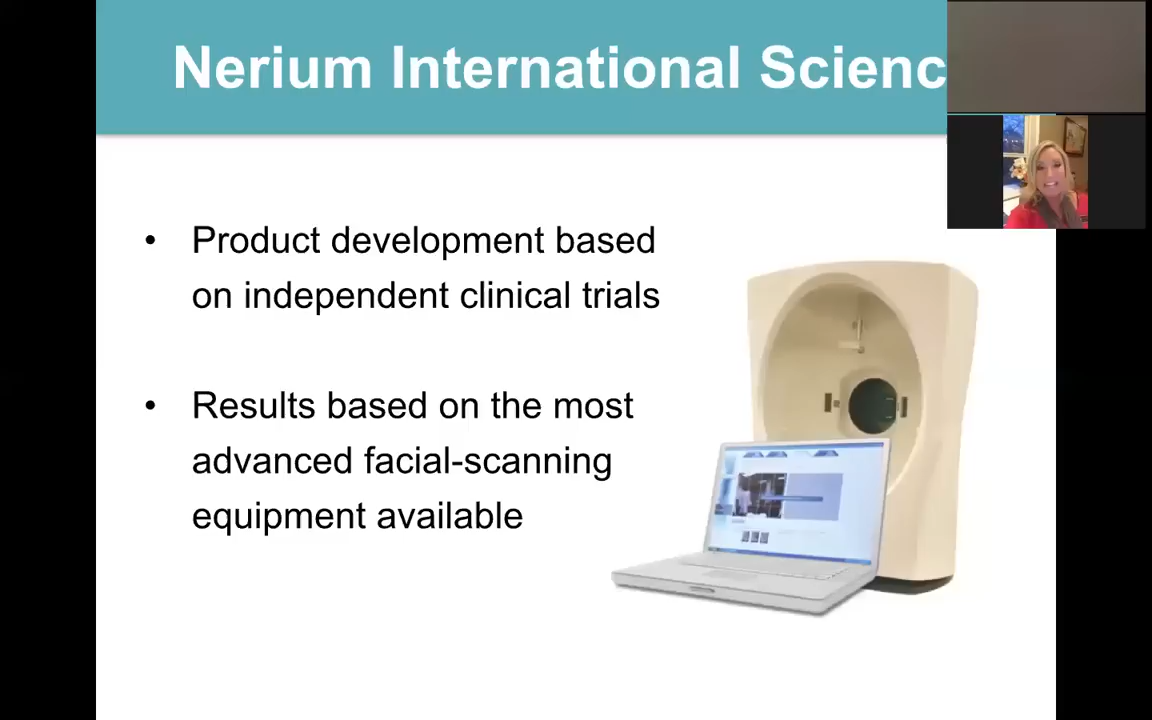 Nerium International Scienc
• Product development based
on independent clinical trials
• Results based on the most
advanced facial-scanning
equipment available